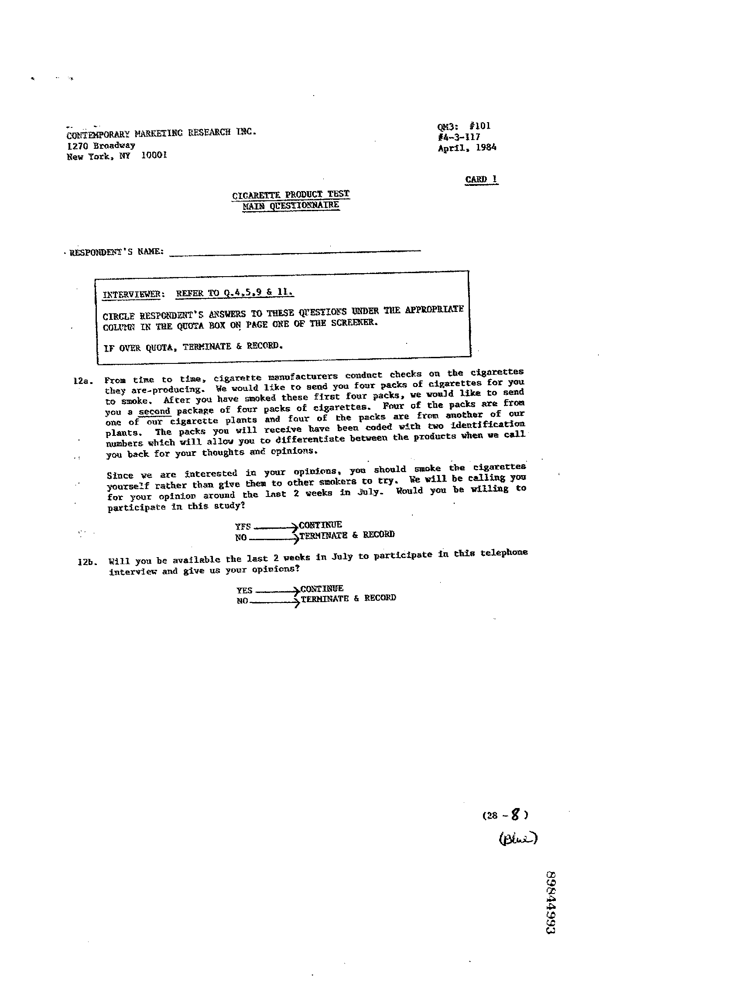 CONTEMPORARY MARKETING RESEARCH INC.
1270 Broadway
New York, NY 10001
QM3: #101
#4-3-117
April, 1984
CARD 1
CIGARETTE PRODUCT TEST
MAIN QUESTIONNAIRE
RESPONDENT'S NAME:
INTERVIEWER: REFER TO Q.4,5,9 & 11.
CIRCLE RESPONDENT'S ANSWERS TO THESE QUESTIONS UNDER THE APPROPRIATE
COLUMN IN THE QUOTA BOX ON PAGE ONE OF THE SCREENER.
IF OVER QUOTA, TERMINATE & RECORD.
12a. From time to time, cigarette manufacturers conduct checks on the cigarettes
they are-producing. We would like to send you four packs of cigarettes for you
to smoke. After you have smoked these first four packs, we would like to send
you a second package of four packs of cigarettes. Four of the packs are from
one of our cigarette plants and four of the packs are from another of our
plants. The packs you will receive have been coded with two identification
numbers which will allow you to differentiate between the products when we call
you back for your thoughts and opinions.
Since we are interested in your opinions, you should smoke the cigarettes
yourself rather than give them to other smokers to try. We will be calling you
for your opinion around the last 2 weeks in July. Would you be willing to
participate in this study?
YES CONTINUE
NO TERMINATE & RECORD
12b. Will you be available the last 2 weeks in July to participate in this telephone
interview and give us your opinions?
YES CONTINUE
NO TERMINATE & RECORD
(28 - 8)
(Blue)
89844993